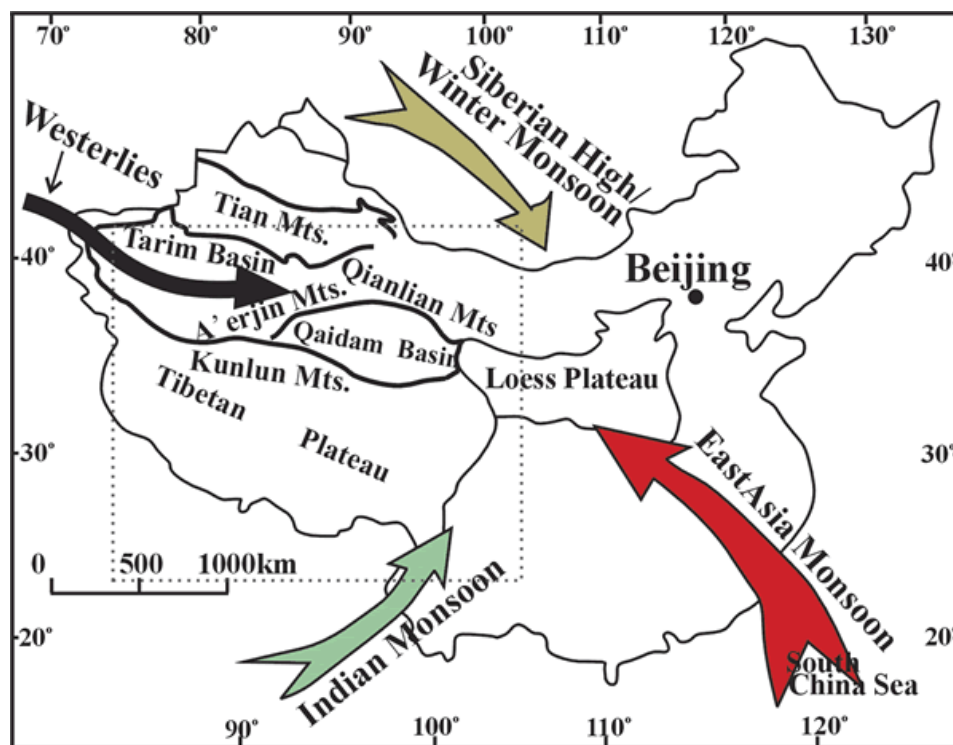 70° 80° 90° 100° 110° 120° 130°
Westerlies
Siberian High/
Winter Monsoon
Tian Mts.
Tarim Basin
40° 40°
Qianlian Mts
Beijing
A' erjin Mts.
Qaidam Basin
Kunlun Mts.
Loess Plateau
Tibetan
Plateau
30° 30°
EastAsia Monsoon
0 500 1000km
Indian Monsoon
20° 20°
South
China Sea
90° 100° 110° 120°